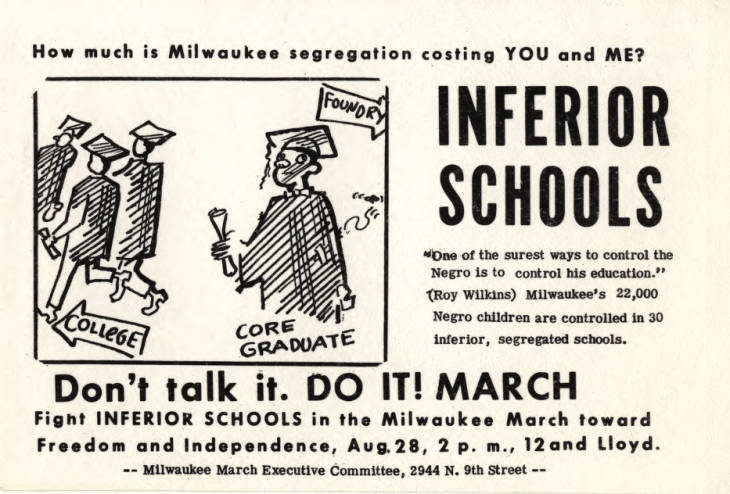 How much is Milwaukee segregation costing YOU and ME?
FOUNDRY
COLLEGE
CORE
GRADUATE
INFERIOR
SCHOOLS
"One of the surest ways to control the
Negro is to control his education."
(Roy Wilkins) Milwaukee's 22,000
Negro children are controlled in 30
inferior, segregated schools.
Don't talk it. DO IT! MARCH
Fight INFERIOR SCHOOLS in the Milwaukee March toward
Freedom and Independence, Aug. 28, 2 p. m., 12 and Lloyd.
-- Milwaukee March Executive Committee, 2944 N. 9th Street --